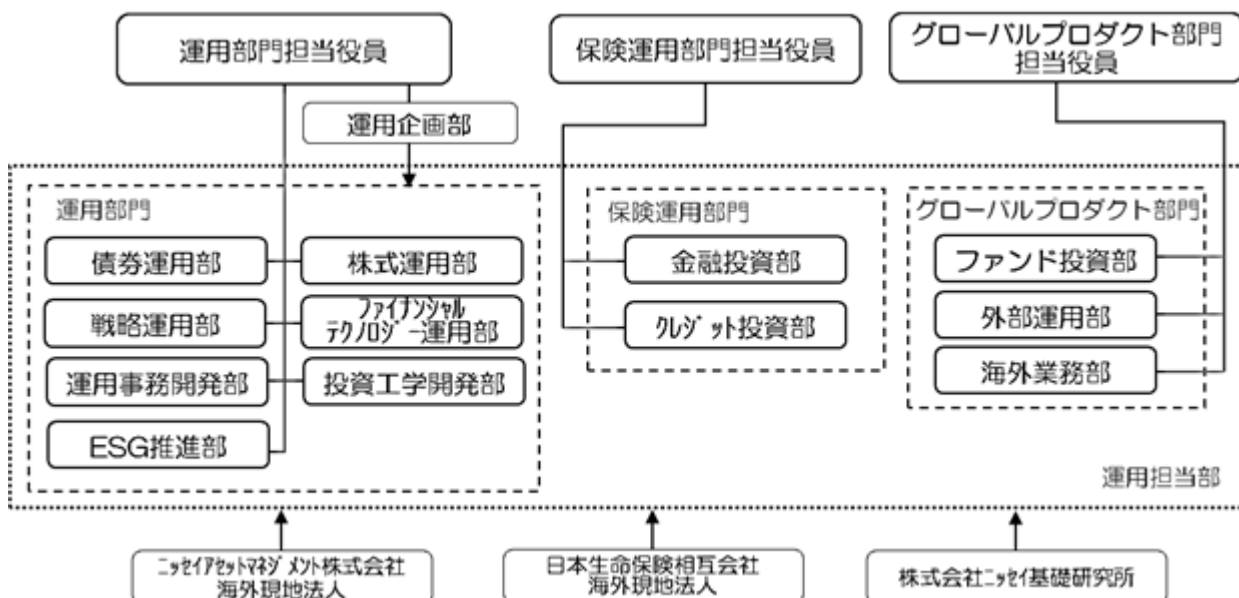 運用部門担当役員
保険運用部門担当役員
グローバルプロダクト部門
担当役員
運用企画部
運用部門
債券運用部
株式運用部
戦略運用部
ファイナンシャル
テクノロジー運用部
運用事務開発部
投資工学開発部
ESG推進部
保険運用部門
金融投資部
クレジット投資部
グローバルプロダクト部門
ファンド投資部
外部運用部
海外業務部
運用担当部
ニッセイアセットマネジメント株式会社
海外現地法人
日本生命保険相互会社
海外現地法人
株式会社ニッセイ基礎研究所